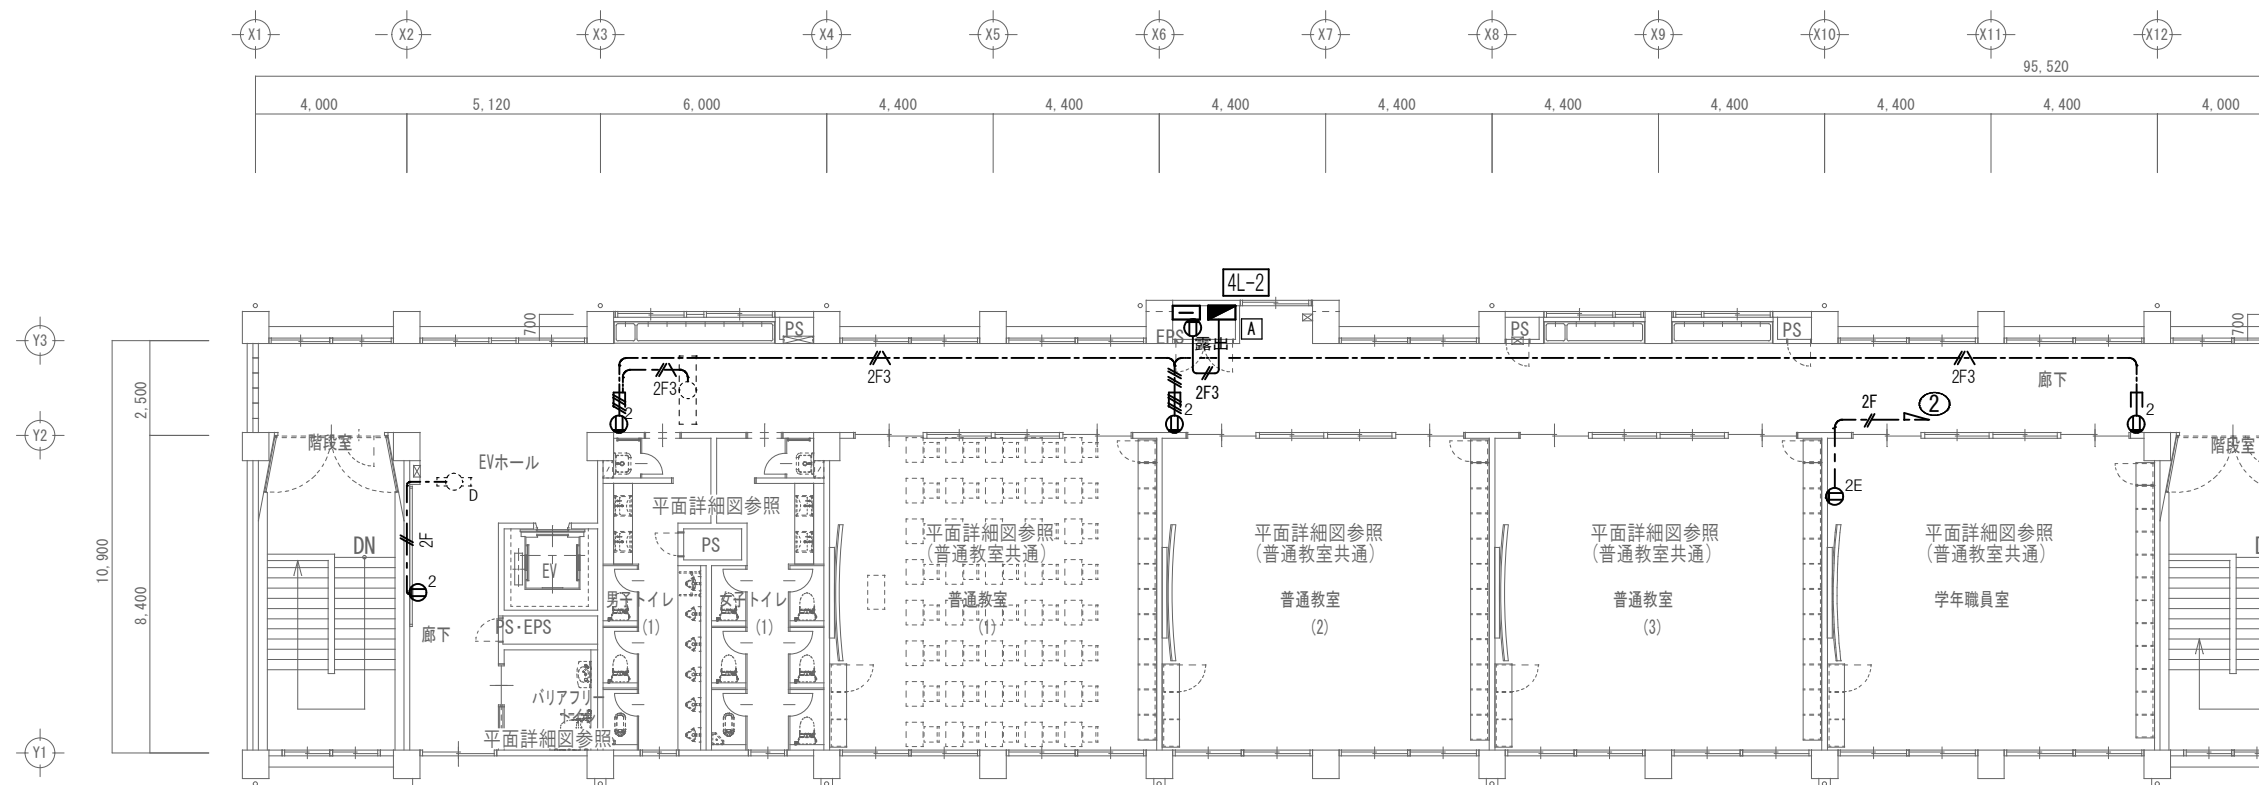 X1 X2 X3 X4 X5 X6 X7 X8 X9 X10 X11 X12
95,520
4,000 5,120 6,000 4,400 4,400 4,400 4,400 4,400 4,400 4,400 4,400 4,000
4L-2
700 PS EPS A PS PS 700
Y3
露出
2F3 2F3 2F3 2F3
廊下
2,500
2F ②
2 2 2
Y2
階段室 階段室
EVホール
D
2E
平面詳細図参照
平面詳細図参照 平面詳細図参照 平面詳細図参照 平面詳細図参照
(普通教室共通) (普通教室共通) (普通教室共通) (普通教室共通)
2F
DN
PS
EV
10,900
2
8,400
男子トイレ 女子トイレ 普通教室 普通教室 普通教室 学年職員室
(1) (1) (1) (2) (3)
PS・EPS
廊下
バリアフリー
トイレ
平面詳細図参照
Y1